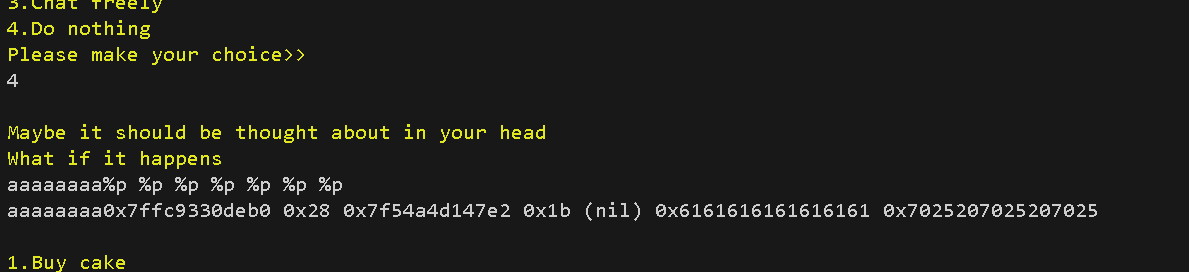 3.Chat freely
4.Do nothing
Please make your choice>>
4
Maybe it should be thought about in your head
What if it happens
aaaaaaaa%p %p %p %p %p %p %p
aaaaaaaa0x7ffc9330deb0 0x28 0x7f54a4d147e2 0x1b (nil) 0x6161616161616161 0x7025207025207025
1.Buy cake